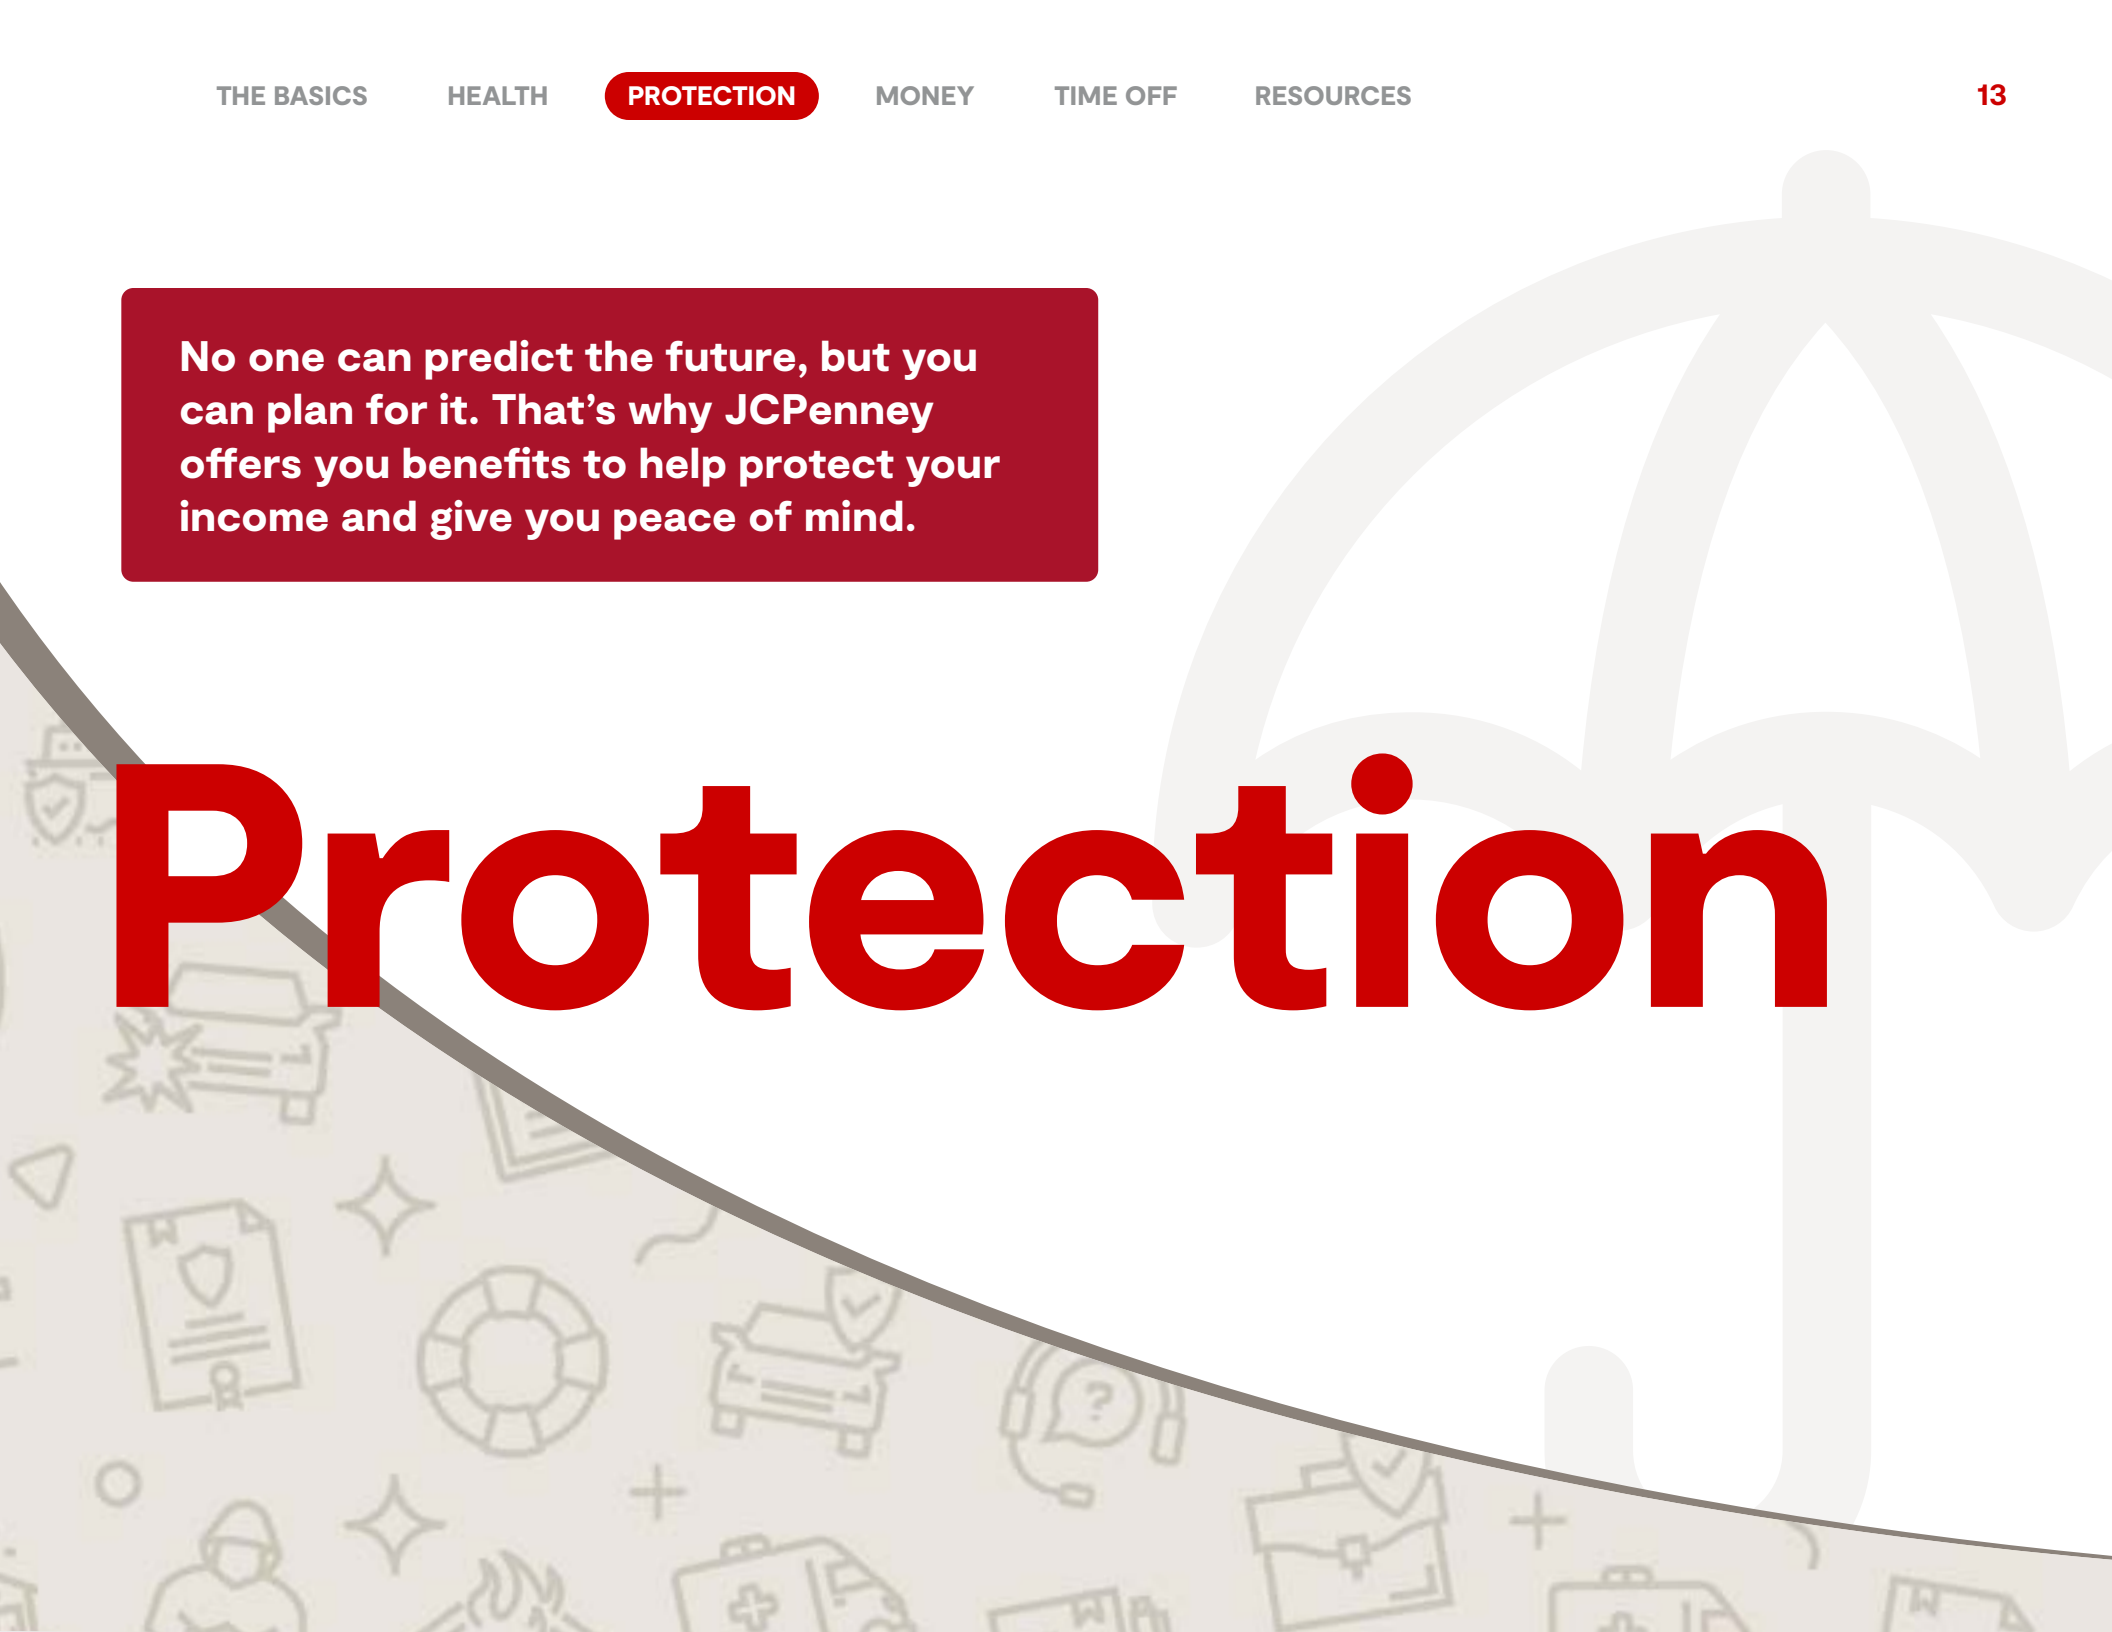 THE BASICS HEALTH PROTECTION MONEY TIME OFF RESOURCES 13
No one can predict the future, but you
can plan for it. That’s why JCPenney
offers you benefits to help protect your
income and give you peace of mind.
Protection
?